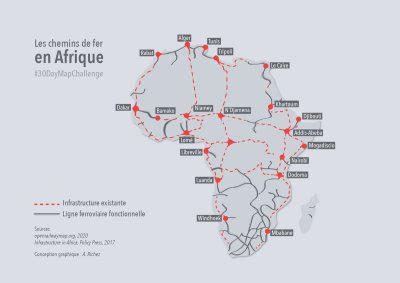 Les chemins de fer
en Afrique
#30DayMapChallenge
Alger
Tunis
Rabat
Tripoli
Le Caire
Dakar
Bamako
Niamey
N'Djamena
Khartoum
Djibouti
Addis-Abeba
Lomé
Mogadiscio
Libreville
Nairobi
Dodoma
Luanda
Windhoek
Mbabane
Infrastructure existante
Ligne ferroviaire fonctionnelle
Sources:
openrailwaymap.org, 2020
Infrastructure in Africa, Policy Press, 2017
Conception graphique : A. Richez